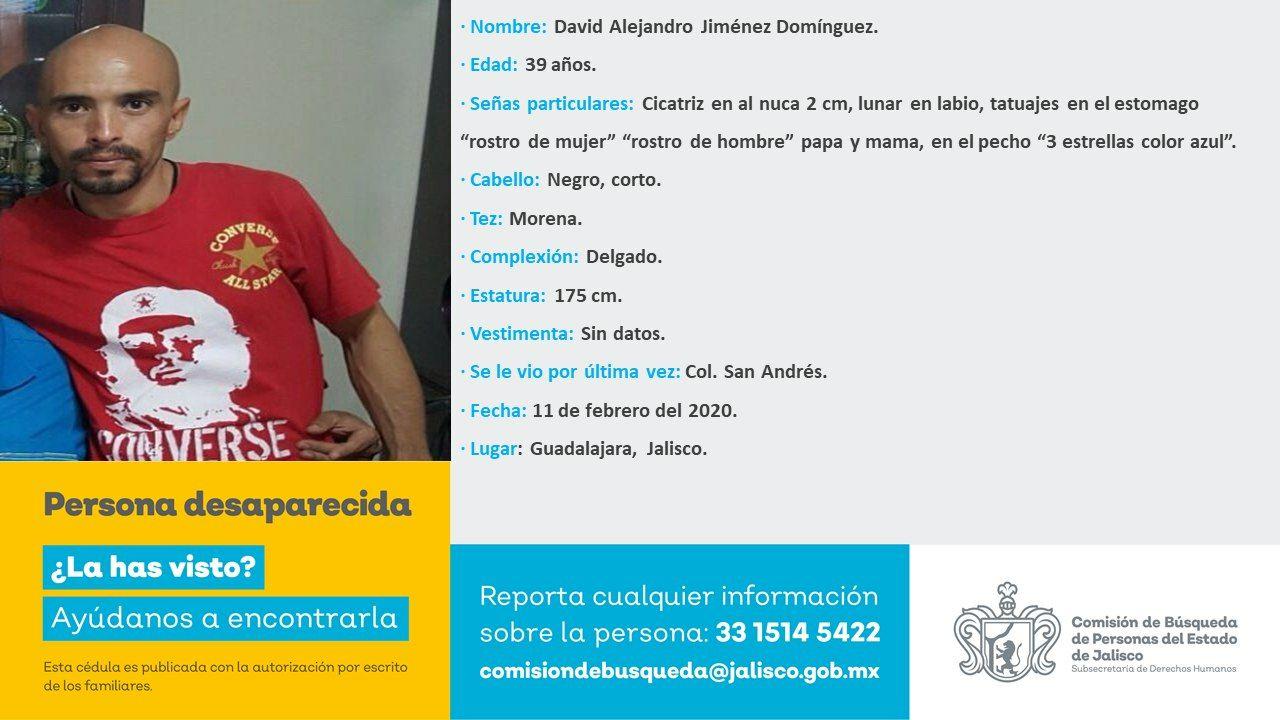 · Nombre: David Alejandro Jiménez Domínguez.
· Edad: 39 años.
· Señas particulares: Cicatriz en al nuca 2 cm, lunar en labio, tatuajes en el estomago
“rostro de mujer” “rostro de hombre” papa y mama, en el pecho “3 estrellas color azul”.
· Cabello: Negro, corto.
· Tez: Morena.
· Complexión: Delgado.
· Estatura: 175 cm.
· Vestimenta: Sin datos.
· Se le vio por última vez: Col. San Andrés.
· Fecha: 11 de febrero del 2020.
· Lugar: Guadalajara, Jalisco.
CONVERSE
Chuck
ALL STAR
CONVERSE
Persona desaparecida
¿La has visto?
Ayúdanos a encontrarla
Esta cédula es publicada con la autorización por escrito
de los familiares.
Reporta cualquier información
sobre la persona: 33 1514 5422
comisiondebusqueda@jalisco.gob.mx
Comisión de Búsqueda
de Personas del Estado
de Jalisco
Subsecretaría de Derechos Humanos